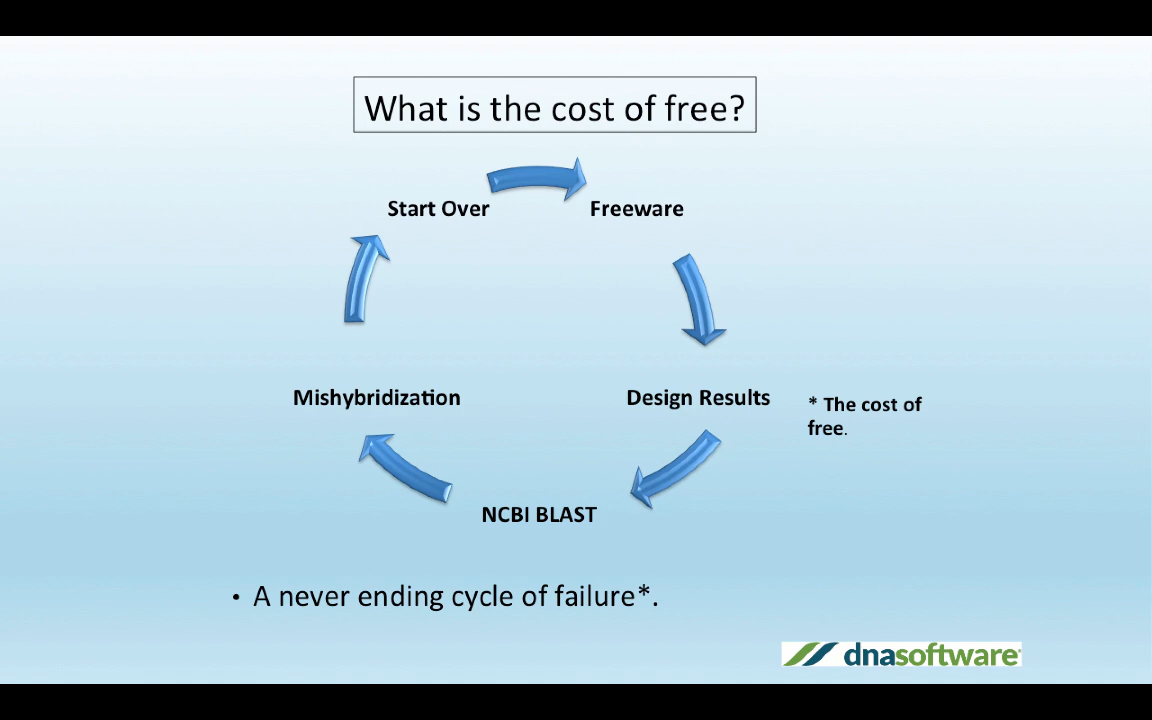 What is the cost of free?
Start Over
Freeware
Mishybridization
Design Results
* The cost of
free.
NCBI BLAST
• A never ending cycle of failure*.
dnasoftware